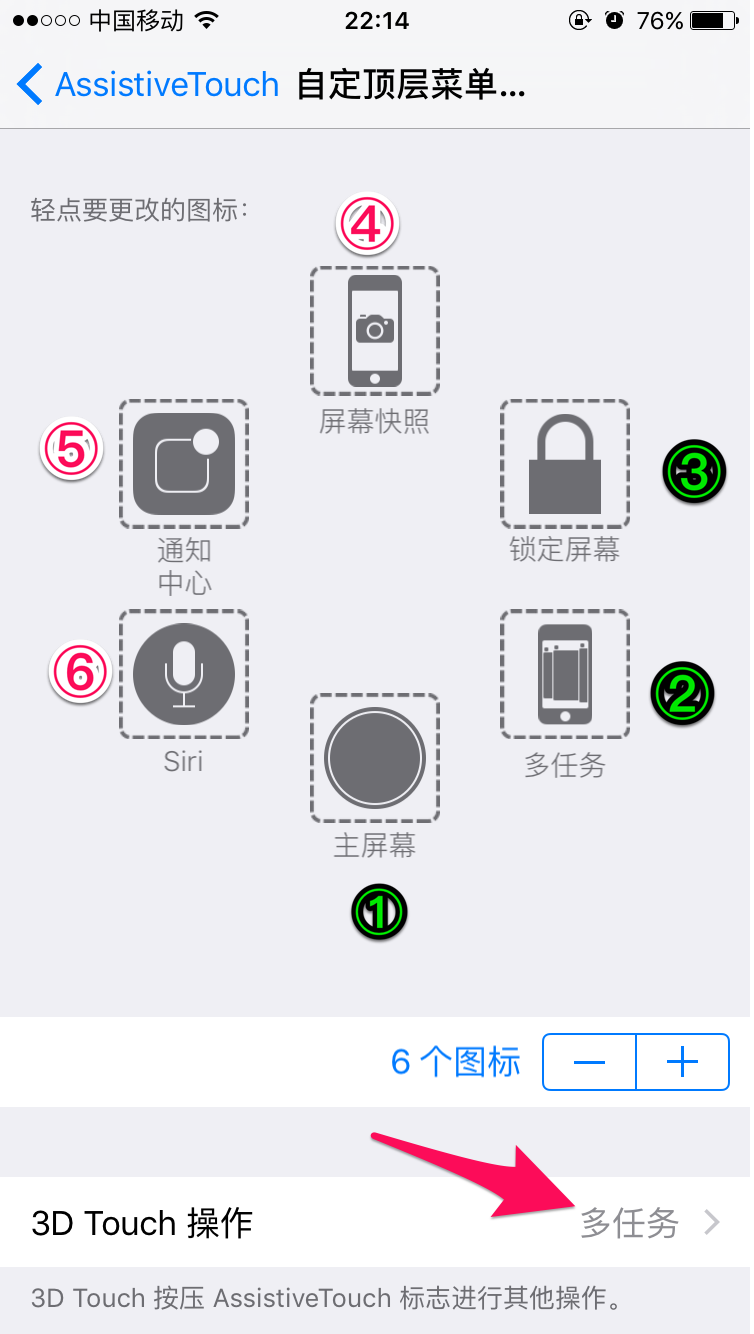 中国移动 22:14 76%
AssistiveTouch 自定顶层菜单...
轻点要更改的图标：
④
屏幕快照
⑤
通知
中心
③
锁定屏幕
⑥
Siri
②
多任务
主屏幕
①
6 个图标
3D Touch 操作 多任务
3D Touch 按压 AssistiveTouch 标志进行其他操作。